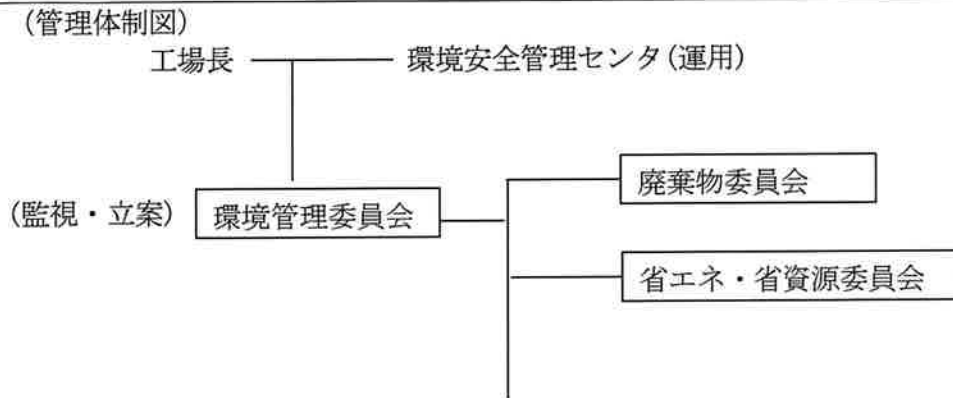 (管理体制図)
工場長 環境安全管理センタ(運用)
廃棄物委員会
(監視・立案) 環境管理委員会
省エネ・省資源委員会